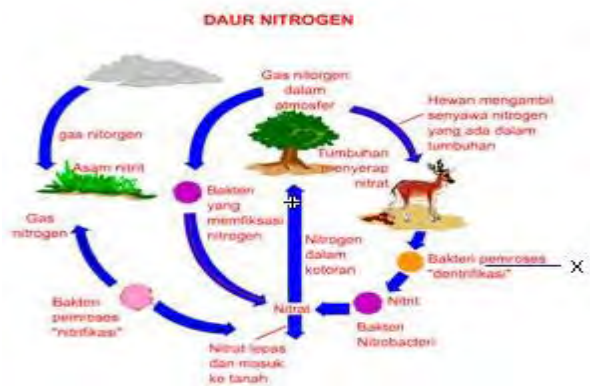 DAUR NITROGEN
Gas nitorgen
dalam
atmosfer
Hewan mengambil
senyawa nitrogen
yang ada dalam
tumbuhan
gas nitorgen
Asam nitrit
Tumbuhan
menyerap
nitrat
Gas
nitrogen
Bakteri
yang
memfiksasi
nitrogen
Nitrogen
dalam
kotoran
Bakteri pemroses
"dentrifikasi"
X
Bakteri
pemroses
"nitrifikasi"
Nitrat
Nitrit
Bakteri
Nitrobacteri
Nitrat lepas
dan masuk
ke tanah